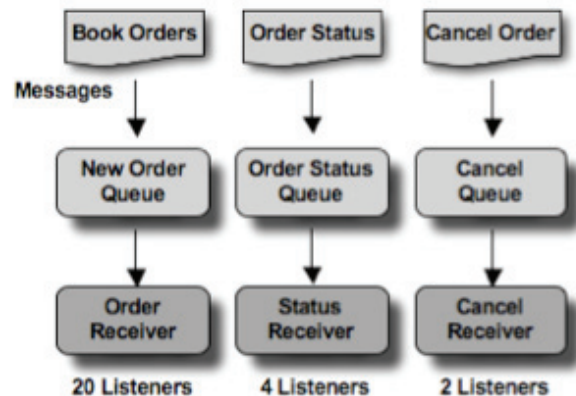 Book Orders
Order Status
Cancel Order
Messages
New Order
Queue
Order Status
Queue
Cancel
Queue
Order
Receiver
Status
Receiver
Cancel
Receiver
20 Listeners
4 Listeners
2 Listeners